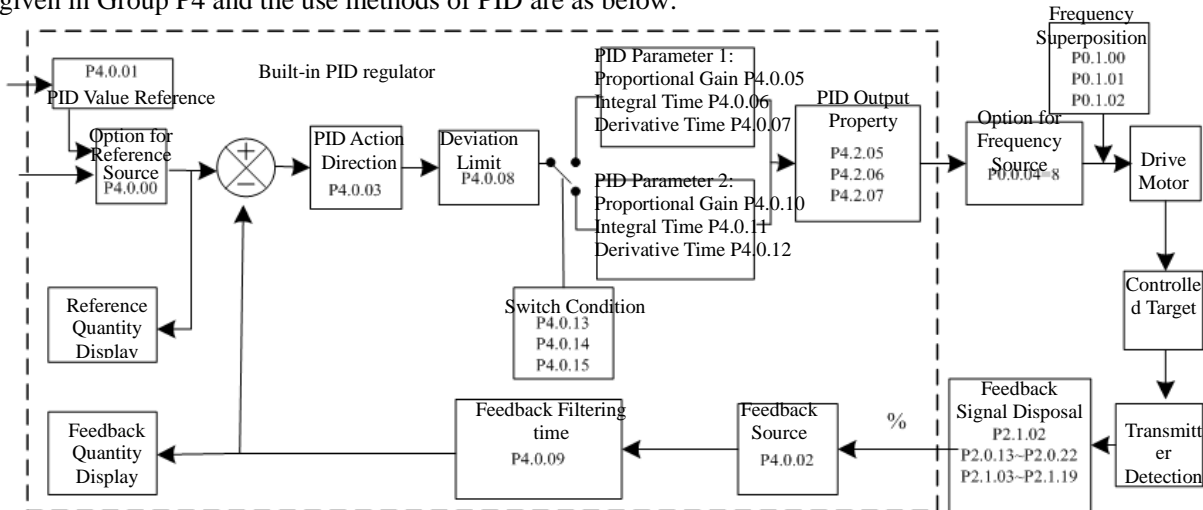 given in Group P4 and the use methods of PID are as below:
Frequency
Superposition
P0.1.00
P0.1.01
P0.1.02
P4.0.01
PID Value Reference
Built-in PID regulator
PID Parameter 1:
Proportional Gain P4.0.05
Integral Time P4.0.06
Derivative Time P4.0.07
Option for
Reference
Source
P4.0.00
+
−
PID Action
Direction
P4.0.03
Deviation
Limit
P4.0.08
PID Output
Property
P4.2.05
P4.2.06
P4.2.07
Option for
Frequency
Source
P0.0.04=8
Drive
Motor
PID Parameter 2:
Proportional Gain P4.0.10
Integral Time P4.0.11
Derivative Time P4.0.12
Reference
Quantity
Display
Switch Condition
P4.0.13
P4.0.14
P4.0.15
Controlle
d Target
Feedback
Quantity
Display
Feedback Filtering
time
P4.0.09
Feedback
Source
P4.0.02
%
Feedback
Signal Disposal
P2.1.02
P2.0.13~P2.0.22
P2.1.03~P2.1.19
Transmitt
er
Detection